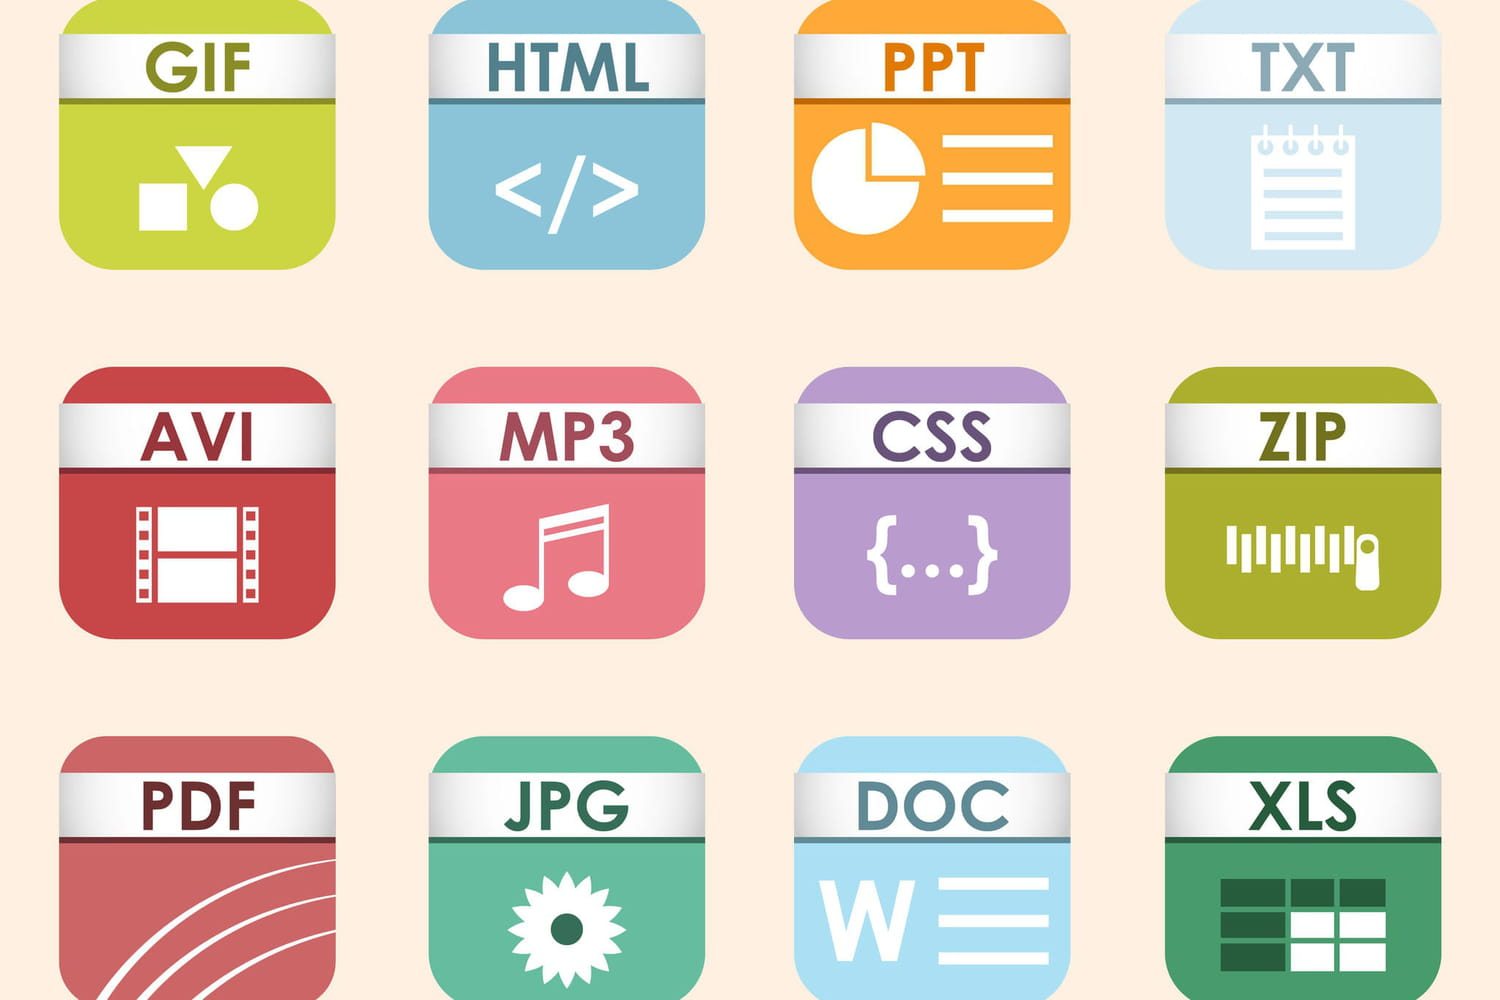 GIF
HTML
</>
PPT
TXT
AVI
MP3
CSS
{...}
ZIP
PDF
JPG
DOC
W
XLS